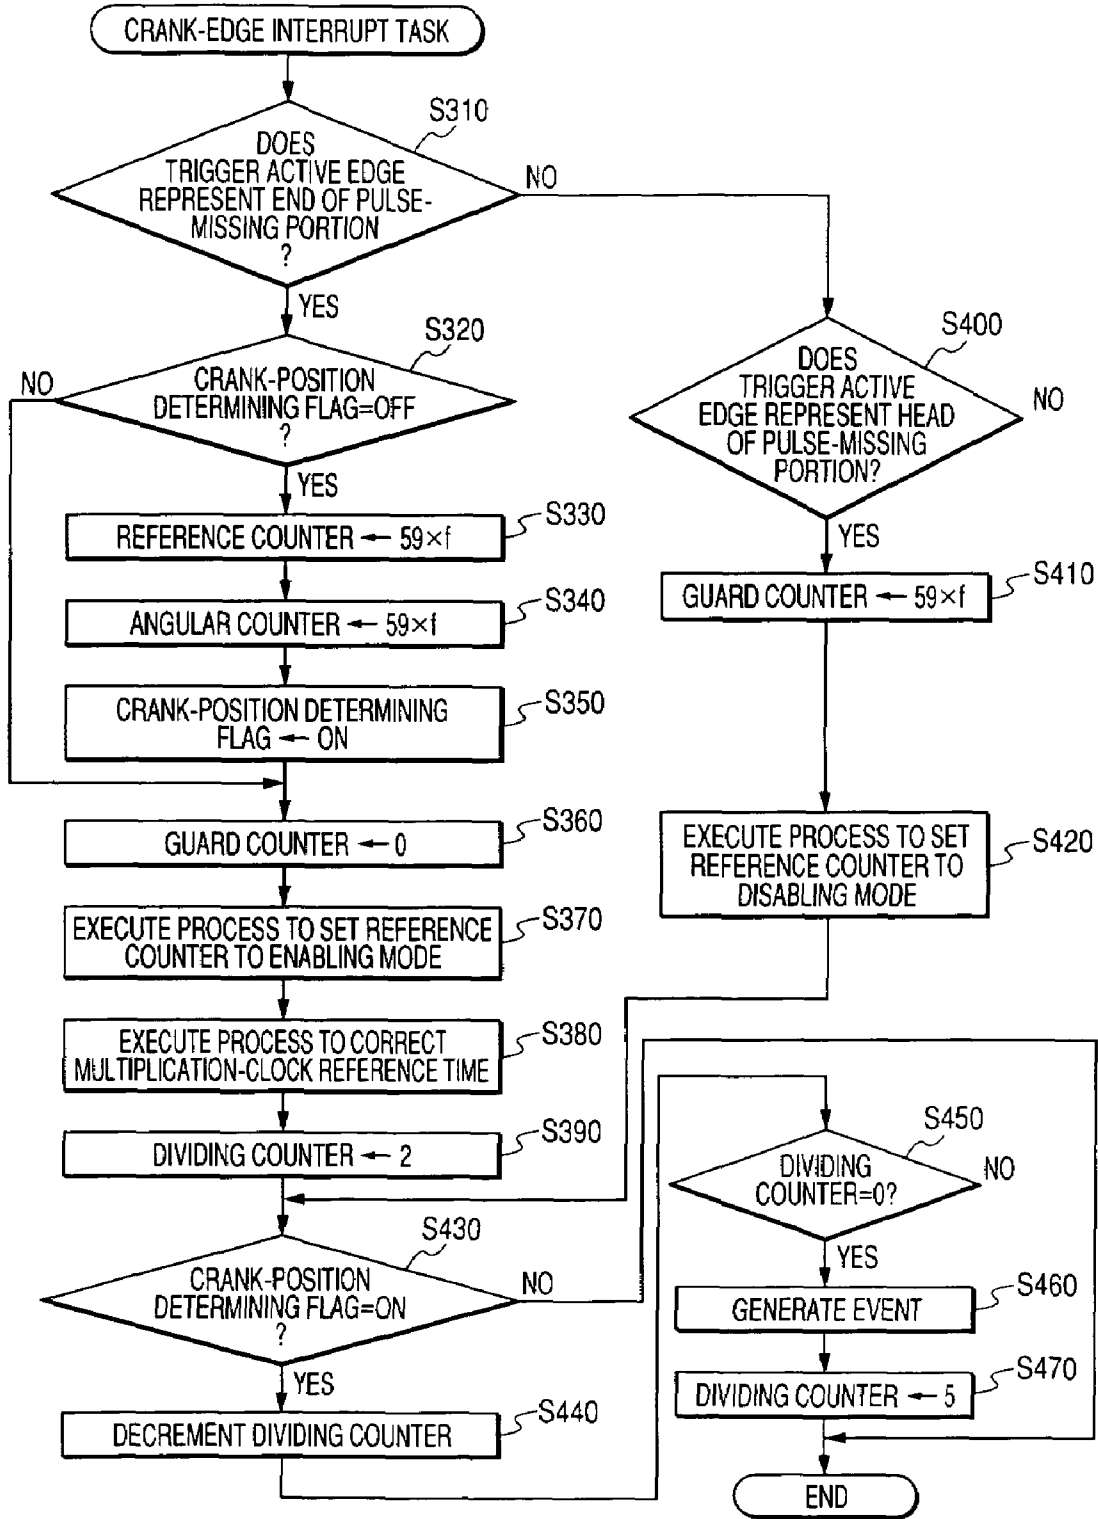 CRANK-EDGE INTERRUPT TASK
S310
DOES
TRIGGER ACTIVE EDGE
REPRESENT END OF PULSE-
MISSING PORTION
?
NO
YES
S320
CRANK-POSITION
DETERMINING FLAG=OFF
?
NO
YES
REFERENCE COUNTER ← 59×f
S330
ANGULAR COUNTER ← 59×f
S340
CRANK-POSITION DETERMINING
FLAG ← ON
S350
GUARD COUNTER ← 0
S360
EXECUTE PROCESS TO SET REFERENCE
COUNTER TO ENABLING MODE
S370
EXECUTE PROCESS TO CORRECT
MULTIPLICATION-CLOCK REFERENCE TIME
S380
DIVIDING COUNTER ← 2
S390
S400
DOES
TRIGGER ACTIVE
EDGE REPRESENT HEAD
OF PULSE-MISSING
PORTION?
NO
YES
GUARD COUNTER ← 59×f
S410
EXECUTE PROCESS TO SET
REFERENCE COUNTER TO
DISABLING MODE
S420
S430
CRANK-POSITION
DETERMINING FLAG=ON
?
NO
YES
DECREMENT DIVIDING COUNTER
S440
S450
DIVIDING
COUNTER=0?
NO
YES
GENERATE EVENT
S460
DIVIDING COUNTER ← 5
S470
END